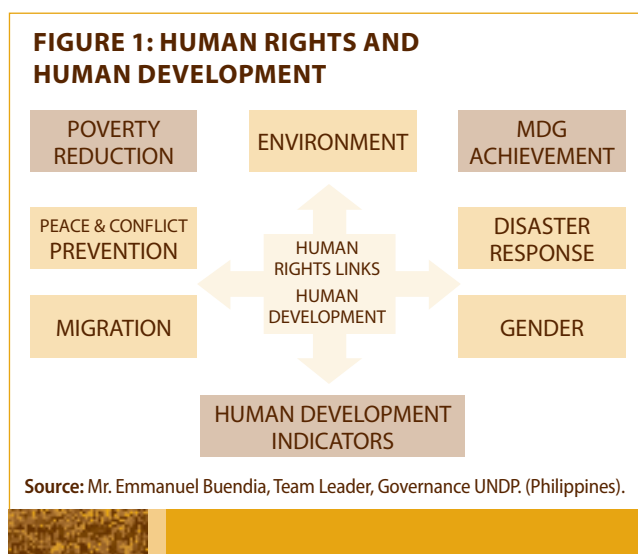 FIGURE 1: HUMAN RIGHTS AND
HUMAN DEVELOPMENT
POVERTY
REDUCTION
ENVIRONMENT
MDG
ACHIEVEMENT
PEACE & CONFLICT
PREVENTION
HUMAN
RIGHTS LINKS
HUMAN
DEVELOPMENT
DISASTER
RESPONSE
MIGRATION
GENDER
HUMAN DEVELOPMENT
INDICATORS
Source: Mr. Emmanuel Buendia, Team Leader, Governance UNDP. (Philippines).